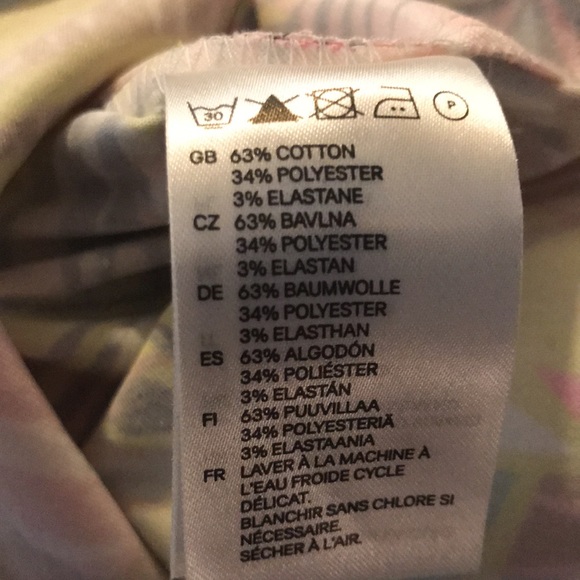 30
P
GB 63% COTTON
34% POLYESTER
3% ELASTANE
CZ 63% BAVLNA
34% POLYESTER
3% ELASTAN
DE 63% BAUMWOLLE
34% POLYESTER
3% ELASTHAN
ES 63% ALGODÓN
34% POLIÉSTER
3% ELASTÁN
FI 63% PUUVILLAA
34% POLYESTERIÄ
3% ELASTAANIA
FR LAVER À LA MACHINE À
L'EAU FROIDE CYCLE
DÉLICAT.
BLANCHIR SANS CHLORE SI
NÉCESSAIRE.
SÉCHER À L'AIR.